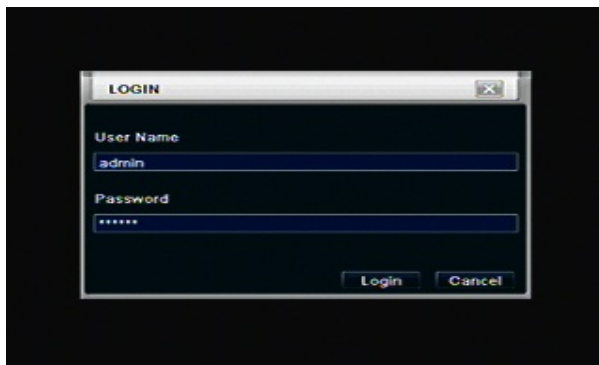 LOGIN
User Name
admin
Password
******
Login Cancel